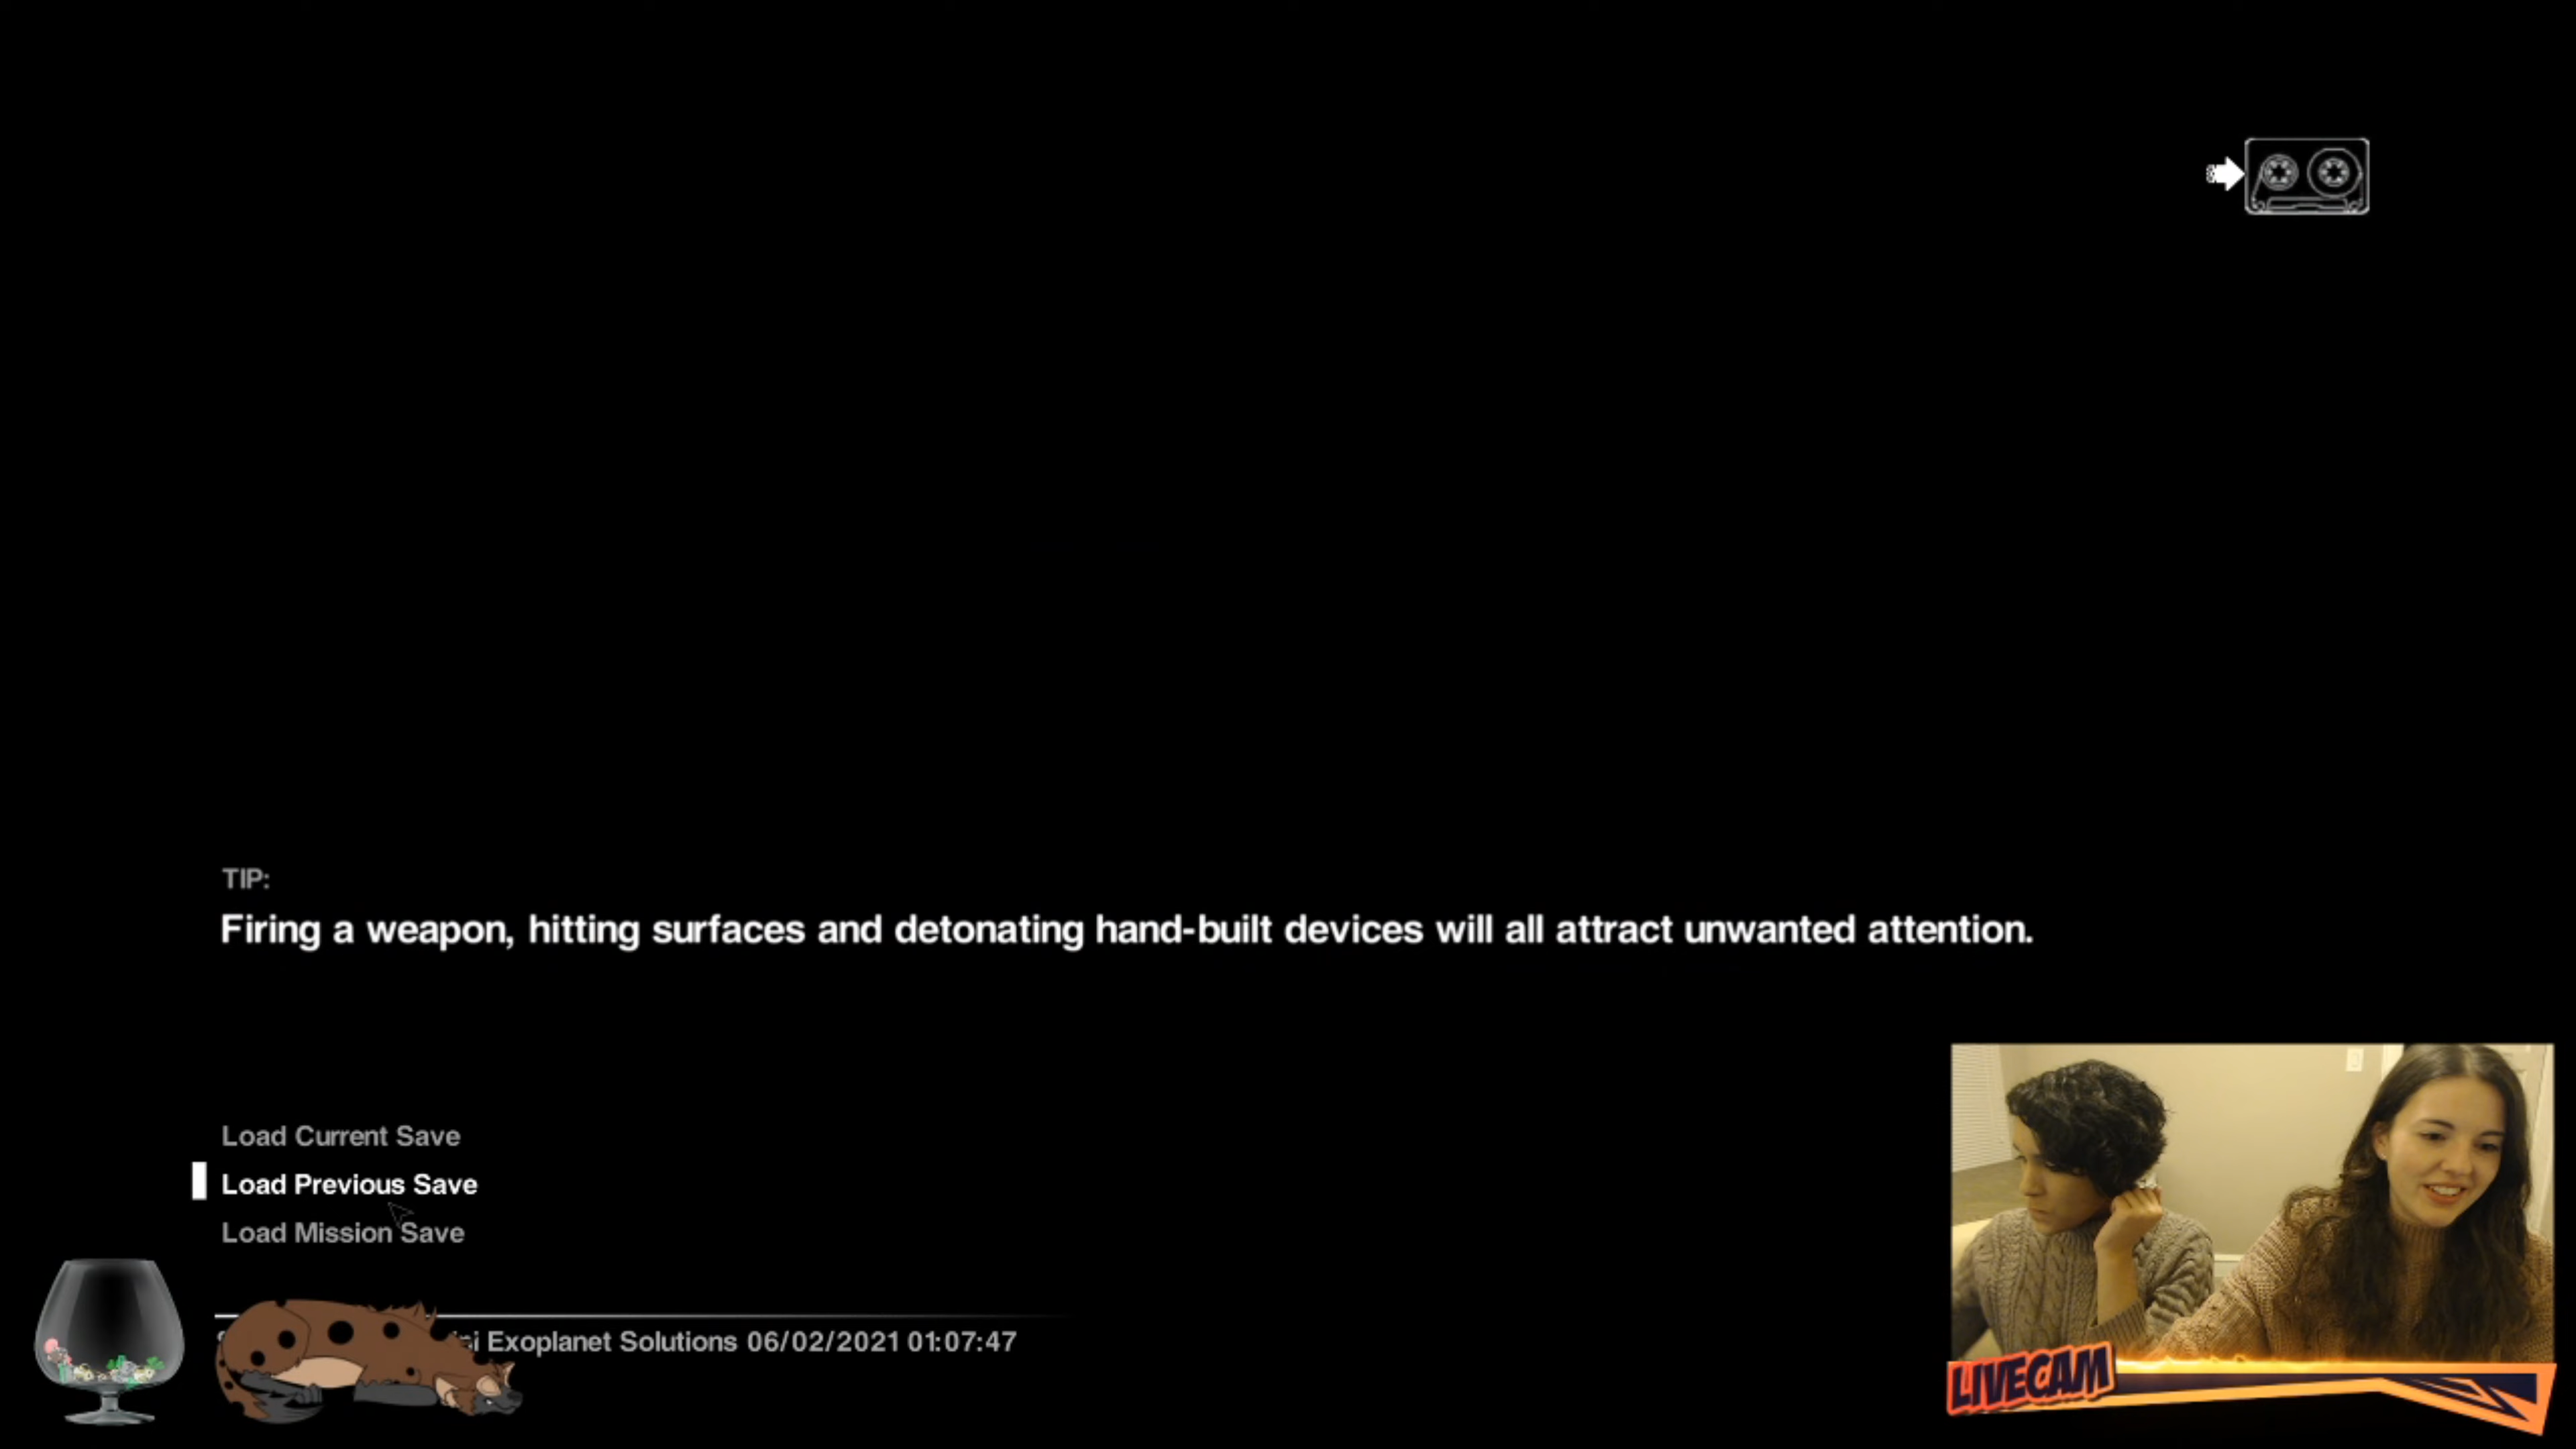 TIP:
Firing a weapon, hitting surfaces and detonating hand-built devices will all attract unwanted attention.
Load Current Save
Load Previous Save
Load Mission Save
Exoplanet Solutions 06/02/2021 01:07:47
LIVECAM